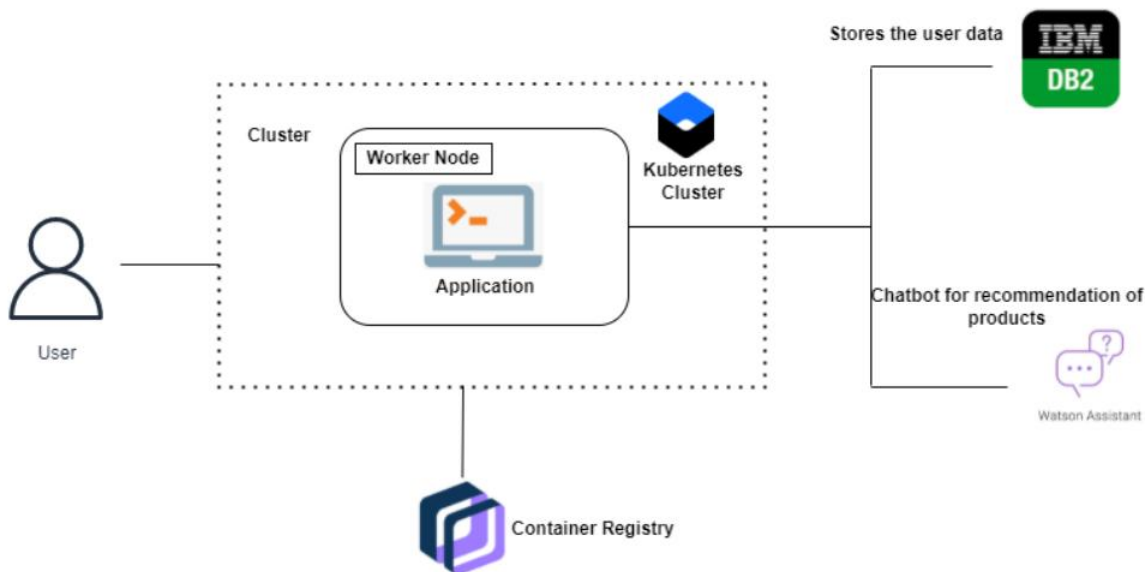 Stores the user data
IBM
DB2
Cluster
Worker Node
Kubernetes
Cluster
Application
User
Chatbot for recommendation of
products
Watson Assistant
Container Registry